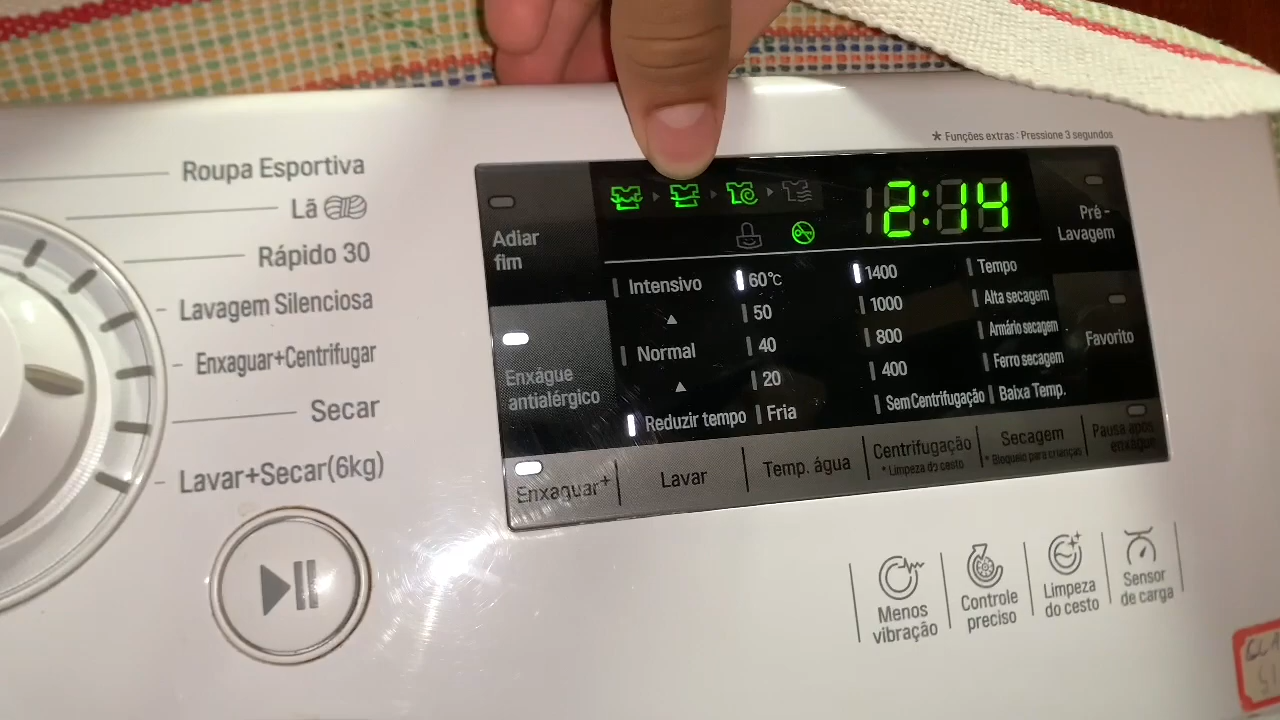 * Funções extras: Pressione 3 segundos
Roupa Esportiva
Lã
Rápido 30
Lavagem Silenciosa
Enxaguar+Centrifugar
Secar
Lavar+Secar(6kg)
Adiar
fim
2:14
Pré-
Lavagem
Intensivo
Normal
Reduzir tempo
60°C
50
40
20
Fria
1400
1000
800
400
Sem Centrifugação
Tempo
Alta secagem
Armário secagem
Ferro secagem
Baixa Temp.
Favorito
Enxágue
antialérgico
Enxaguar+
Lavar
Temp. água
Centrifugação
* Limpeza do cesto
Secagem
* Bloqueio para crianças
Pausa após
enxágue
Menos
vibração
Controle
preciso
Limpeza
do cesto
Sensor
de carga